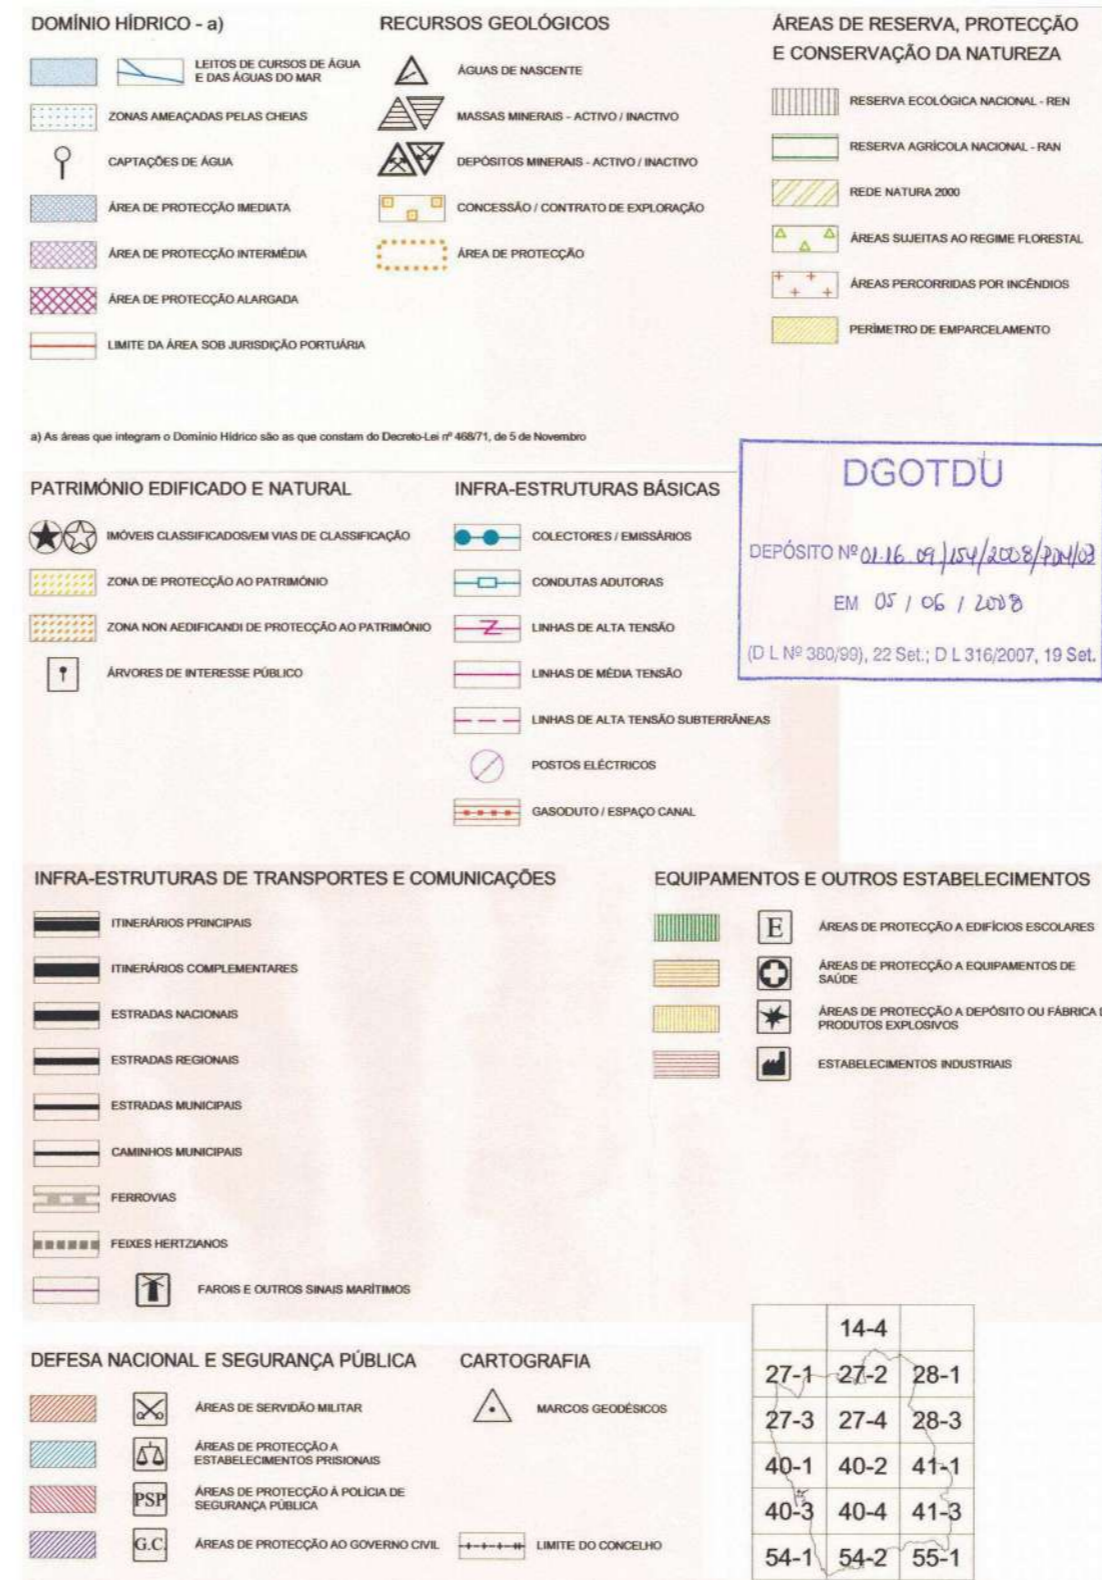 DOMÍNIO HÍDRICO - a)
LEITOS DE CURSOS DE ÁGUA
E DAS ÁGUAS DO MAR
ZONAS AMEAÇADAS PELAS CHEIAS
CAPTAÇÕES DE ÁGUA
ÁREA DE PROTECÇÃO IMEDIATA
ÁREA DE PROTECÇÃO INTERMÉDIA
ÁREA DE PROTECÇÃO ALARGADA
LIMITE DA ÁREA SOB JURISDIÇÃO PORTUÁRIA
RECURSOS GEOLÓGICOS
ÁGUAS DE NASCENTE
MASSAS MINERAIS - ACTIVO / INACTIVO
DEPÓSITOS MINERAIS - ACTIVO / INACTIVO
CONCESSÃO / CONTRATO DE EXPLORAÇÃO
ÁREA DE PROTECÇÃO
ÁREAS DE RESERVA, PROTECÇÃO
E CONSERVAÇÃO DA NATUREZA
RESERVA ECOLÓGICA NACIONAL - REN
RESERVA AGRÍCOLA NACIONAL - RAN
REDE NATURA 2000
ÁREAS SUJEITAS AO REGIME FLORESTAL
ÁREAS PERCORRIDAS POR INCÊNDIOS
PERÍMETRO DE EMPARCELAMENTO
a) As áreas que integram o Domínio Hídrico são as que constam do Decreto-Lei nº 468/71, de 5 de Novembro
PATRIMÓNIO EDIFICADO E NATURAL
IMÓVEIS CLASSIFICADOS/EM VIAS DE CLASSIFICAÇÃO
ZONA DE PROTECÇÃO AO PATRIMÓNIO
ZONA NON AEDIFICANDI DE PROTECÇÃO AO PATRIMÓNIO
ÁRVORES DE INTERESSE PÚBLICO
INFRA-ESTRUTURAS BÁSICAS
COLECTORES / EMISSÁRIOS
CONDUTAS ADUTORAS
LINHAS DE ALTA TENSÃO
LINHAS DE MÉDIA TENSÃO
LINHAS DE ALTA TENSÃO SUBTERRÂNEAS
POSTOS ELÉCTRICOS
GASODUTO / ESPAÇO CANAL
DGOTDU
DEPÓSITO Nº 01.16.09/154/2008/PDM/03
EM 05 / 06 / 2008
(D L Nº 380/99), 22 Set.; D L 316/2007, 19 Set.
INFRA-ESTRUTURAS DE TRANSPORTES E COMUNICAÇÕES
ITINERÁRIOS PRINCIPAIS
ITINERÁRIOS COMPLEMENTARES
ESTRADAS NACIONAIS
ESTRADAS REGIONAIS
ESTRADAS MUNICIPAIS
CAMINHOS MUNICIPAIS
FERROVIAS
FEIXES HERTZIANOS
FAROIS E OUTROS SINAIS MARÍTIMOS
EQUIPAMENTOS E OUTROS ESTABELECIMENTOS
E ÁREAS DE PROTECÇÃO A EDIFÍCIOS ESCOLARES
ÁREAS DE PROTECÇÃO A EQUIPAMENTOS DE
SAÚDE
ÁREAS DE PROTECÇÃO A DEPÓSITO OU FÁBRICA
PRODUTOS EXPLOSIVOS
ESTABELECIMENTOS INDUSTRIAIS
DEFESA NACIONAL E SEGURANÇA PÚBLICA
ÁREAS DE SERVIDÃO MILITAR
ÁREAS DE PROTECÇÃO A
ESTABELECIMENTOS PRISIONAIS
PSP ÁREAS DE PROTECÇÃO À POLÍCIA DE
SEGURANÇA PÚBLICA
G.C. ÁREAS DE PROTECÇÃO AO GOVERNO CIVIL
CARTOGRAFIA
MARCOS GEODÉSICOS
LIMITE DO CONCELHO
14-4
27-1 27-2 28-1
27-3 27-4 28-3
40-1 40-2 41-1
40-3 40-4 41-3
54-1 54-2 55-1